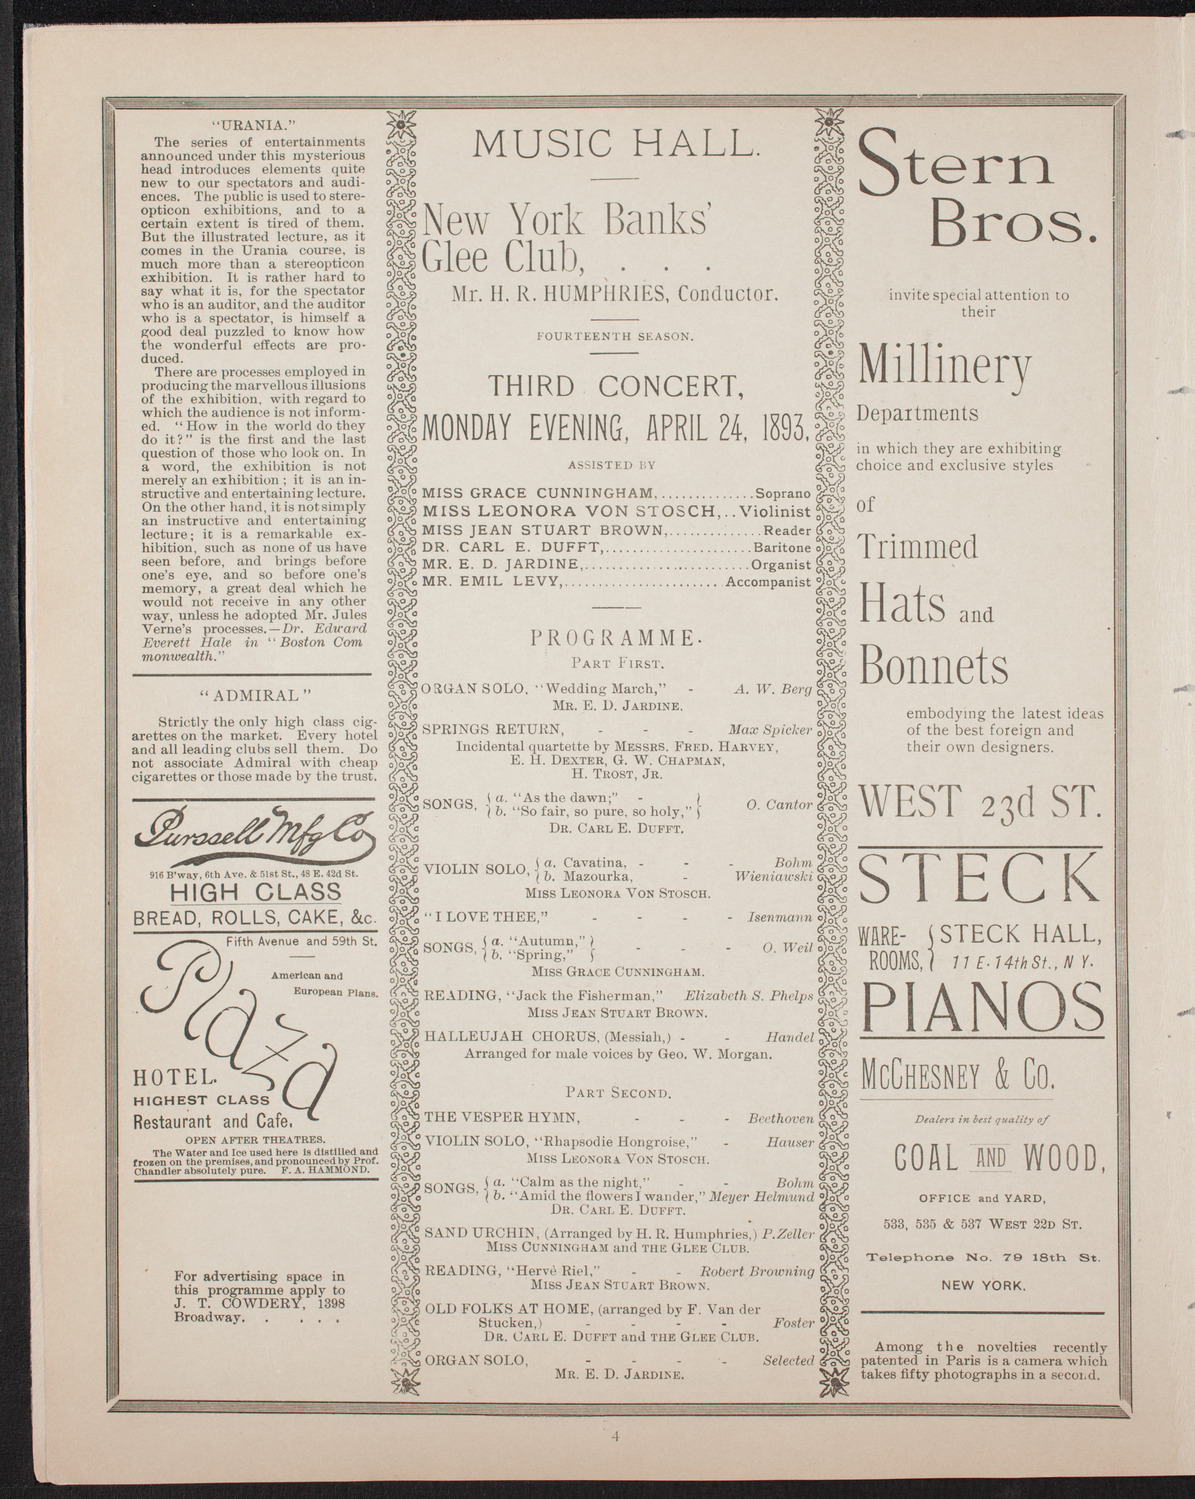 "URANIA."
The series of entertainments
announced under this mysterious
head introduces elements quite
new to our spectators and audi-
ences. The public is used to stere-
opticon exhibitions, and to a
certain extent is tired of them.
But the illustrated lecture, as it
comes in the Urania course, is
much more than a stereopticon
exhibition. It is rather hard to
say what it is, for the spectator
who is an auditor, and the auditor
who is a spectator, is himself a
good deal puzzled to know how
the wonderful effects are pro-
duced.
There are processes employed in
producing the marvellous illusions
of the exhibition, with regard to
which the audience is not inform-
ed. "How in the world do they
do it?" is the first and the last
question of those who look on. In
a word, the exhibition is not
merely an exhibition; it is an in-
structive and entertaining lecture.
On the other hand, it is not simply
an instructive and entertaining
lecture; it is a remarkable ex-
hibition, such as none of us have
seen before, and brings before
one's eye, and so before one's
memory, a great deal which he
would not receive in any other
way, unless he adopted Mr. Jules
Verne's processes.—Dr. Edward
Everett Hale in "Boston Com
monwealth."
"ADMIRAL"
Strictly the only high class cig-
arettes on the market. Every hotel
and all leading clubs sell them. Do
not associate Admiral with cheap
cigarettes or those made by the trust.
Purssell Mfg Co
916 B'way, 6th Ave. & 51st St., 48 E. 42d St.
HIGH CLASS
BREAD, ROLLS, CAKE, &c.
Fifth Avenue and 59th St.
American and
European Plans.
Plaza
HOTEL.
HIGHEST CLASS
Restaurant and Cafe.
OPEN AFTER THEATRES.
The Water and Ice used here is distilled and
frozen on the premises, and pronounced by Prof.
Chandler absolutely pure. F. A. HAMMOND.
For advertising space in
this programme apply to
J. T. COWDERY, 1398
Broadway. . . . .
MUSIC HALL.
New York Banks'
Glee Club, . . .
Mr. H. R. HUMPHRIES, Conductor.
FOURTEENTH SEASON.
THIRD CONCERT,
MONDAY EVENING, APRIL 24, 1893,
ASSISTED BY
MISS GRACE CUNNINGHAM,..............Soprano
MISS LEONORA VON STOSCH,..Violinist
MISS JEAN STUART BROWN,..............Reader
DR. CARL E. DUFFT,......................Baritone
MR. E. D. JARDINE,.........................Organist
MR. EMIL LEVY,.......................Accompanist
PROGRAMME.
PART FIRST.
ORGAN SOLO, "Wedding March," - A. W. Berg
MR. E. D. JARDINE.
SPRINGS RETURN, - - - Max Spicker
Incidental quartette by MESSRS. FRED. HARVEY,
E. H. DEXTER, G. W. CHAPMAN,
H. TROST, JR.
SONGS, { a. "As the dawn;" - }
{ b. "So fair, so pure, so holy," } O. Cantor
DR. CARL E. DUFFT.
VIOLIN SOLO, { a. Cavatina, - - - Bohm
{ b. Mazourka, - Wieniawski
MISS LEONORA VON STOSCH.
"I LOVE THEE," - - - - Isenmann
SONGS, { a. "Autumn," }
{ b. "Spring," } - - - O. Weil
MISS GRACE CUNNINGHAM.
READING, "Jack the Fisherman," Elizabeth S. Phelps
MISS JEAN STUART BROWN.
HALLEUJAH CHORUS, (Messiah,) - - Handel
Arranged for male voices by Geo. W. Morgan.
PART SECOND.
THE VESPER HYMN, - - - Beethoven
VIOLIN SOLO, "Rhapsodie Hongroise," - Hauser
MISS LEONORA VON STOSCH.
SONGS, { a. "Calm as the night," - - Bohm
{ b. "Amid the flowers I wander," Meyer Helmund
DR. CARL E. DUFFT.
SAND URCHIN, (Arranged by H. R. Humphries,) P. Zeller
MISS CUNNINGHAM and THE GLEE CLUB.
READING, "Hervè Riel," - - Robert Browning
MISS JEAN STUART BROWN.
OLD FOLKS AT HOME, (arranged by F. Van der
Stucken,) - - - - Foster
DR. CARL E. DUFFT and THE GLEE CLUB.
ORGAN SOLO, - - - - Selected
MR. E. D. JARDINE.
Stern
Bros.
invite special attention to
their
Millinery
Departments
in which they are exhibiting
choice and exclusive styles
of
Trimmed
Hats and
Bonnets
embodying the latest ideas
of the best foreign and
their own designers.
WEST 23d ST.
STECK
WARE-
ROOMS, { STECK HALL,
11 E. 14th St., N Y.
PIANOS
McCHESNEY & Co.
Dealers in best quality of
COAL AND WOOD,
OFFICE and YARD,
533, 535 & 537 WEST 22D ST.
Telephone No. 79 18th St.
NEW YORK.
Among the novelties recently
patented in Paris is a camera which
takes fifty photographs in a second.
4